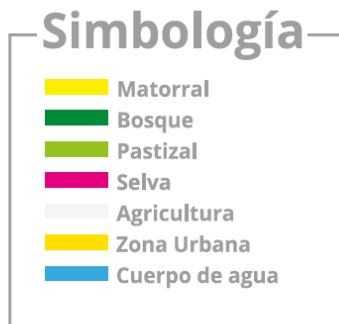 Simbología
Matorral
Bosque
Pastizal
Selva
Agricultura
Zona Urbana
Cuerpo de agua